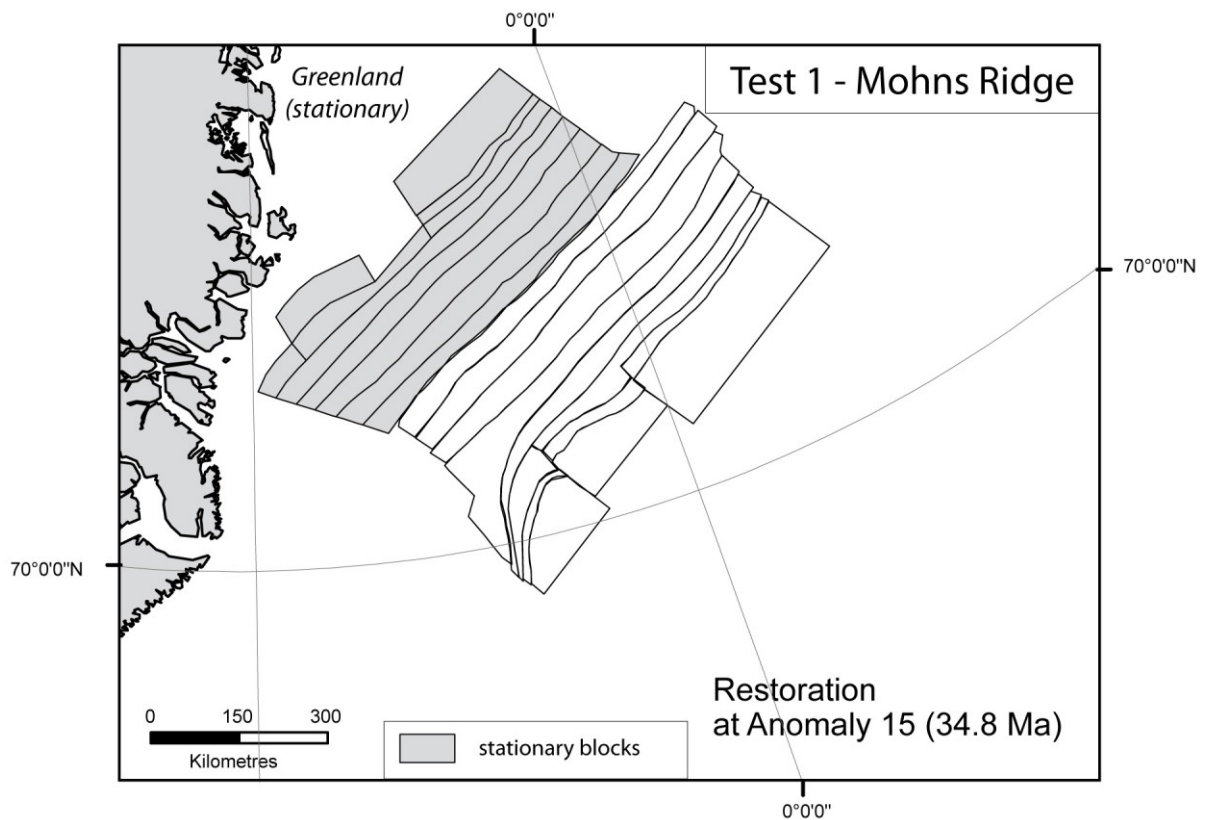 0°0'0"
Greenland
(stationary)
Test 1 - Mohns Ridge
70°0'0"N
70°0'0"N
Restoration
at Anomaly 15 (34.8 Ma)
0 150 300
Kilometres
stationary blocks
0°0'0"